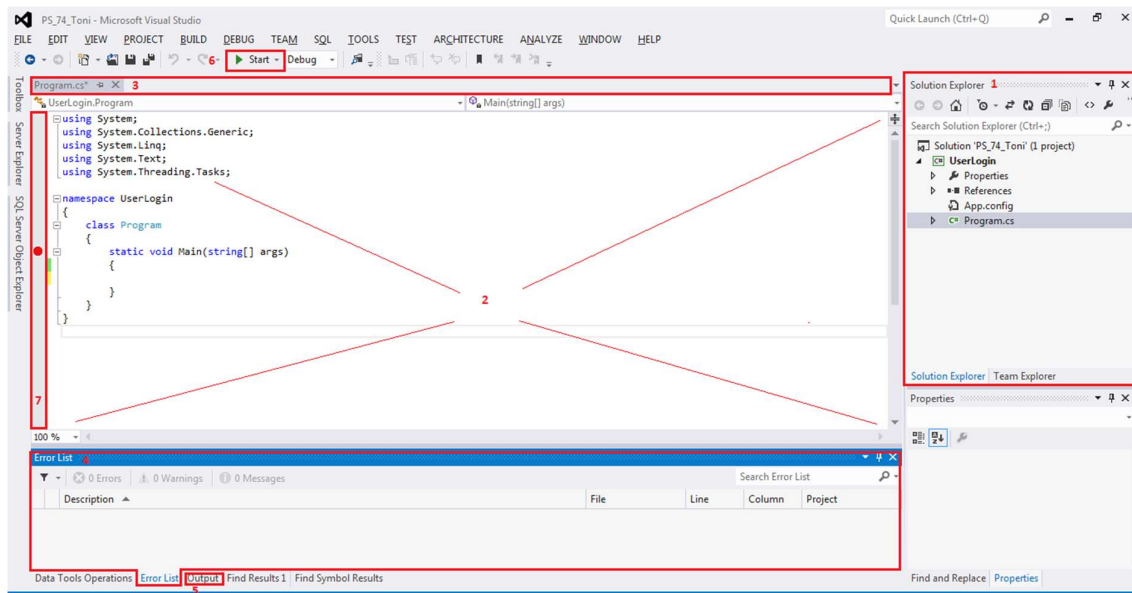 PS_74_Toni - Microsoft Visual Studio
Quick Launch (Ctrl+Q)
FILE EDIT VIEW PROJECT BUILD DEBUG TEAM SQL TOOLS TEST ARCHITECTURE ANALYZE WINDOW HELP
6 Start Debug
Toolbox
Server Explorer
SQL Server Object Explorer
Program.cs* 3
UserLogin.Program
Main(string[] args)
using System;
using System.Collections.Generic;
using System.Linq;
using System.Text;
using System.Threading.Tasks;
namespace UserLogin
{
class Program
{
static void Main(string[] args)
{
}
}
}
2
7
100 %
Solution Explorer 1
Search Solution Explorer (Ctrl+;)
Solution 'PS_74_Toni' (1 project)
C# UserLogin
Properties
References
App.config
C# Program.cs
Solution Explorer Team Explorer
Properties
Error List 4
0 Errors 0 Warnings 0 Messages
Search Error List
Description File Line Column Project
Data Tools Operations Error List Output Find Results 1 Find Symbol Results
5
Find and Replace Properties